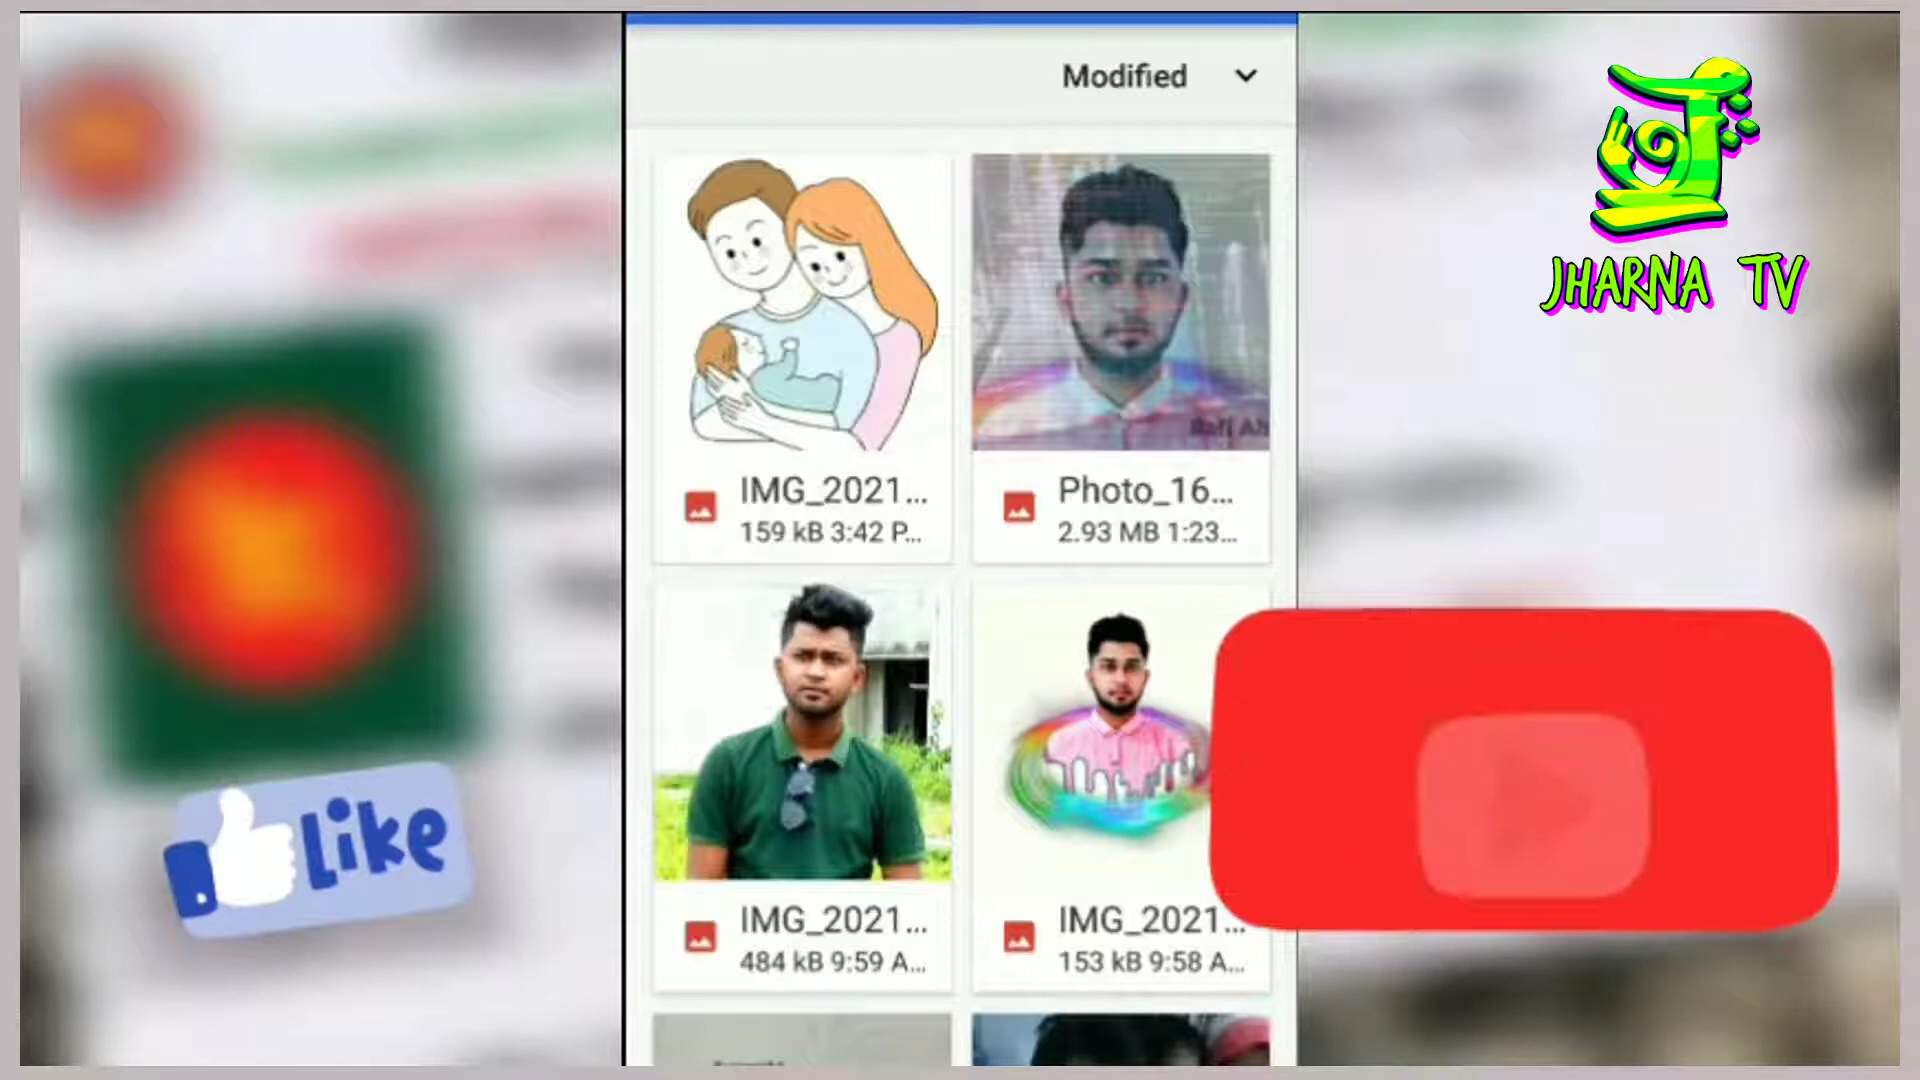 Modified
JHARNA TV
IMG_2021...
159 kB 3:42 P...
Photo_16...
2.93 MB 1:23...
IMG_2021...
484 kB 9:59 A...
IMG_2021...
153 kB 9:58 A...
like